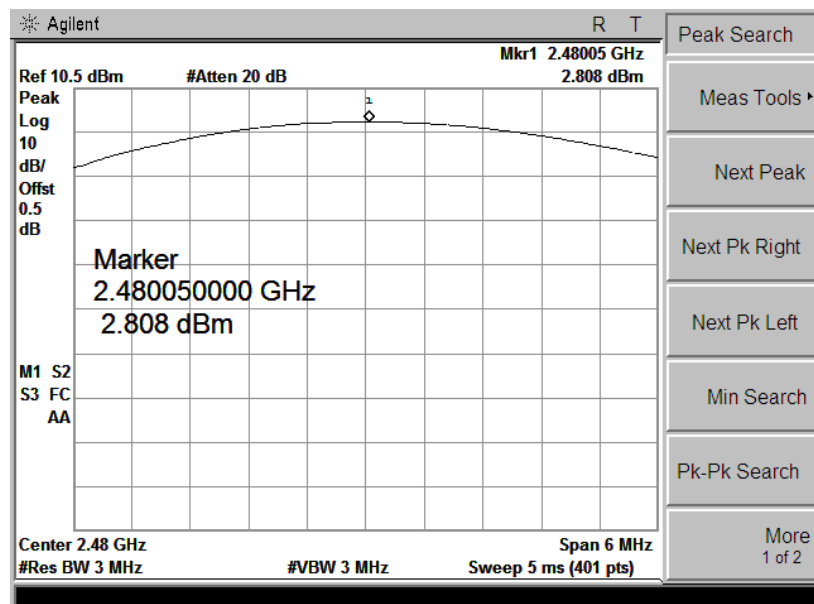 Agilent R T
Mkr1 2.48005 GHz
Ref 10.5 dBm #Atten 20 dB 2.808 dBm
Peak
Log
10
dB/
Offst
0.5
dB
1
Marker
2.480050000 GHz
2.808 dBm
M1 S2
S3 FC
AA
Center 2.48 GHz Span 6 MHz
#Res BW 3 MHz #VBW 3 MHz Sweep 5 ms (401 pts)
Peak Search
Meas Tools
Next Peak
Next Pk Right
Next Pk Left
Min Search
Pk-Pk Search
More
1 of 2